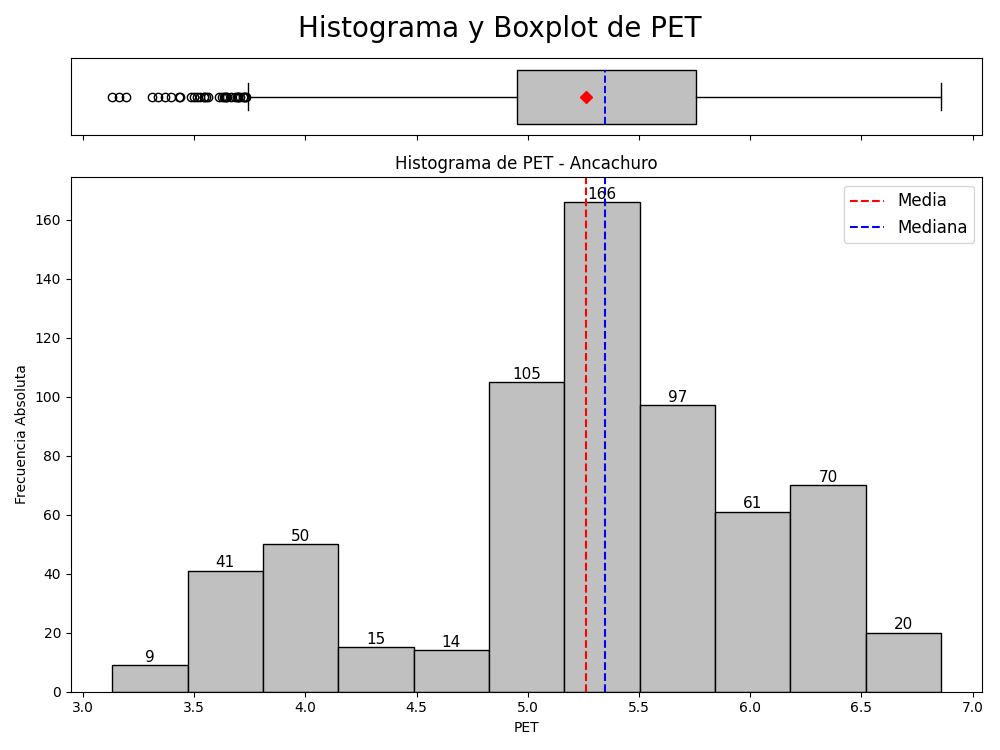 Histograma y Boxplot de PET
Histograma de PET - Ancachuro
Media
Mediana
Frecuencia Absoluta
160
140
120
100
80
60
40
20
0
9
41
50
15
14
105
166
97
61
70
20
3.0 3.5 4.0 4.5 5.0 5.5 6.0 6.5 7.0
PET